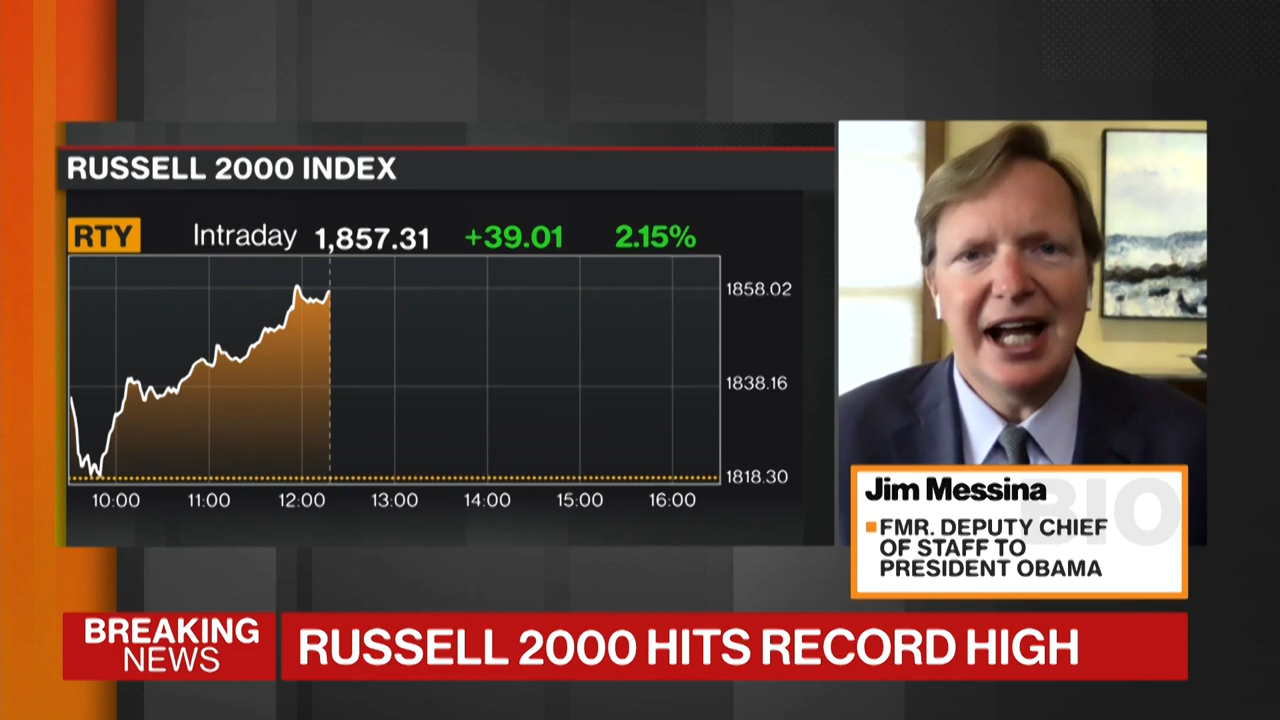 RUSSELL 2000 INDEX
RTY Intraday 1,857.31 +39.01 2.15%
1858.02
1838.16
1818.30
10:00 11:00 12:00 13:00 14:00 15:00 16:00
BIO
Jim Messina
FMR. DEPUTY CHIEF
OF STAFF TO
PRESIDENT OBAMA
BREAKING
NEWS
RUSSELL 2000 HITS RECORD HIGH